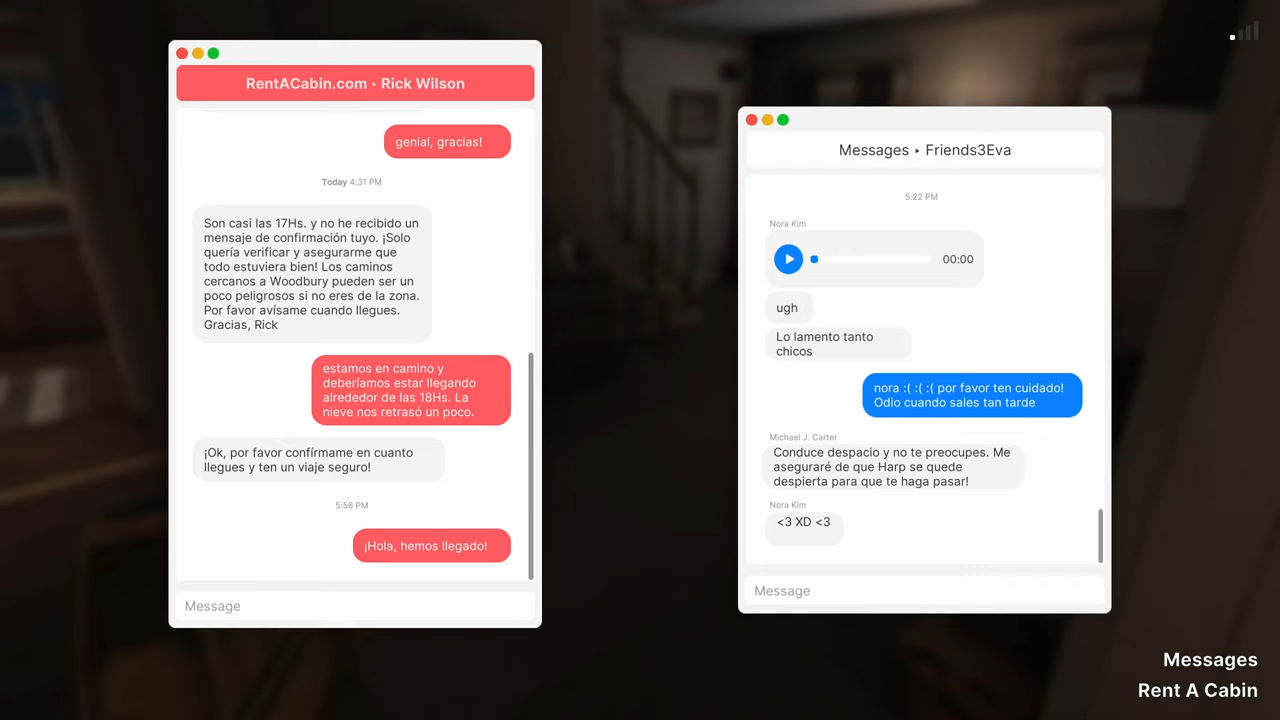 RentACabin.com ‣ Rick Wilson
genial, gracias!
Today 4:31 PM
Son casi las 17Hs. y no he recibido un
mensaje de confirmación tuyo. ¡Solo
quería verificar y asegurarme que
todo estuviera bien! Los caminos
cercanos a Woodbury pueden ser un
poco peligrosos si no eres de la zona.
Por favor avísame cuando llegues.
Gracias, Rick
estamos en camino y
deberíamos estar llegando
alrededor de las 18Hs. La
nieve nos retrasó un poco.
¡Ok, por favor confírmame en cuanto
llegues y ten un viaje seguro!
5:56 PM
¡Hola, hemos llegado!
Message
Messages ‣ Friends3Eva
5:22 PM
Nora Kim
00:00
ugh
Lo lamento tanto
chicos
nora :( :( :( por favor ten cuidado!
Odio cuando sales tan tarde
Michael J. Carter
Conduce despacio y no te preocupes. Me
aseguraré de que Harp se quede
despierta para que te haga pasar!
Nora Kim
<3 XD <3
Message
Messages
Rent A Cabin